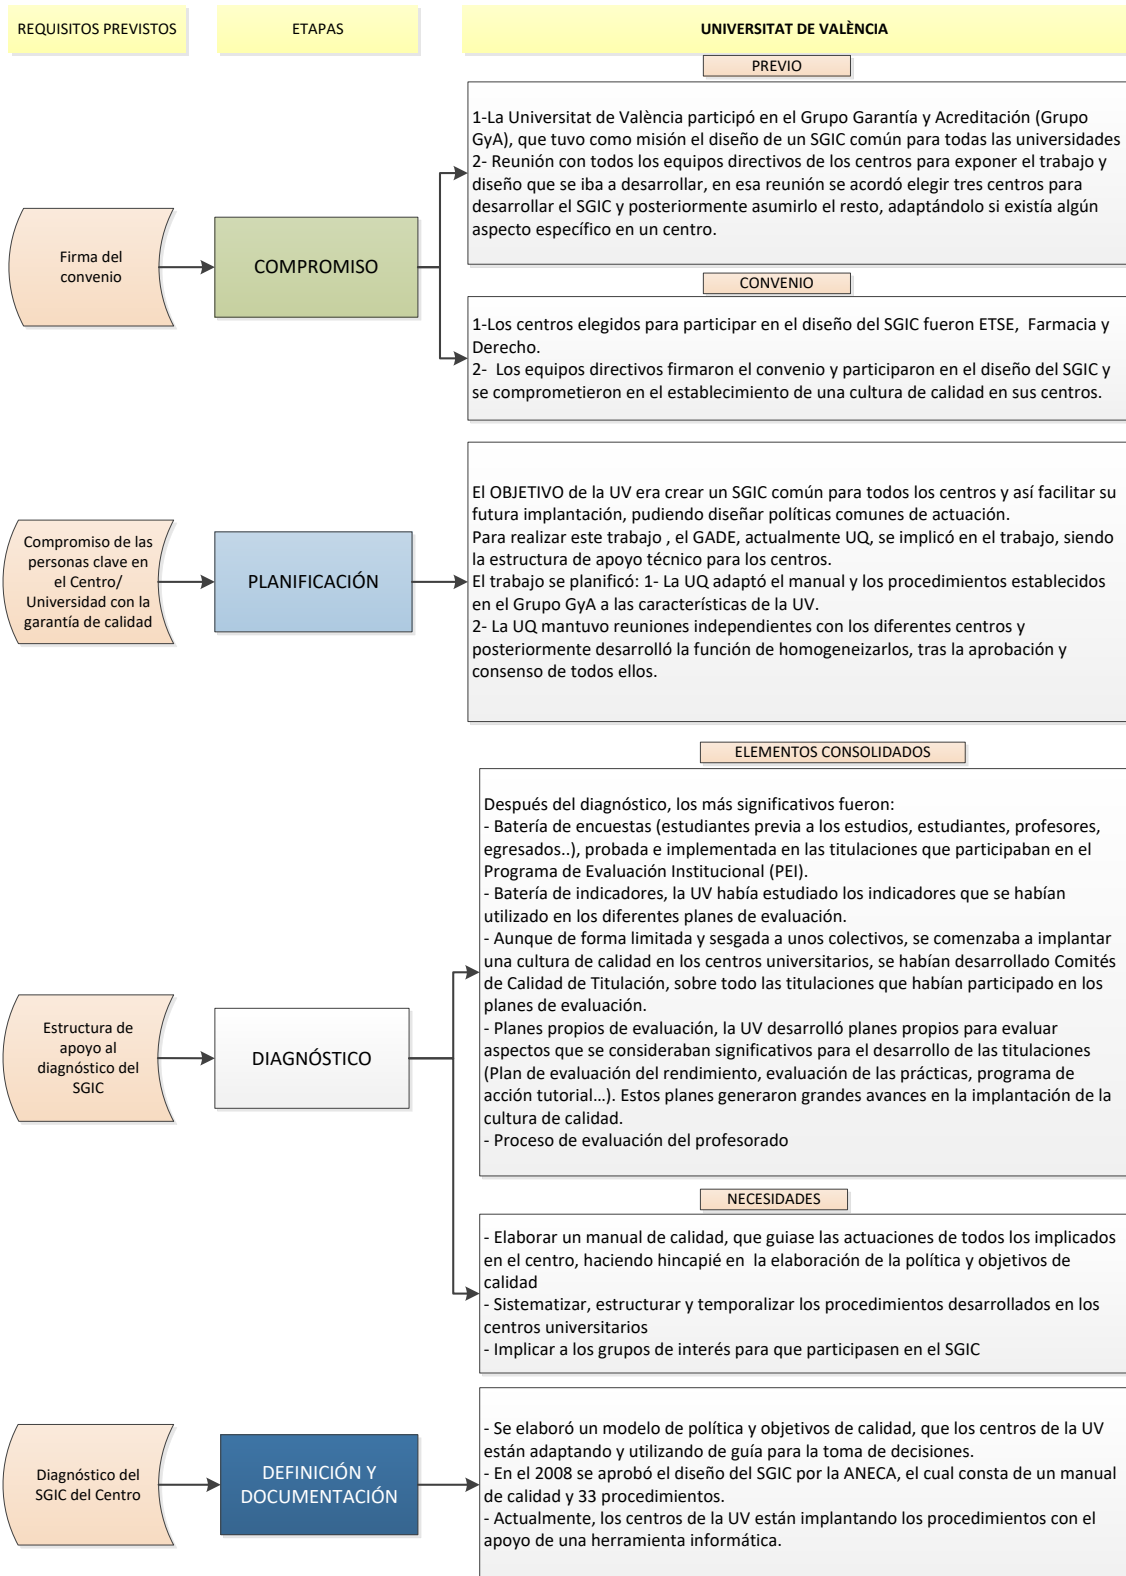 REQUISITOS PREVISTOS
ETAPAS
UNIVERSITAT DE VALÈNCIA
PREVIO
1-La Universitat de València participó en el Grupo Garantía y Acreditación (Grupo
GyA), que tuvo como misión el diseño de un SGIC común para todas las universidades
2- Reunión con todos los equipos directivos de los centros para exponer el trabajo y
diseño que se iba a desarrollar, en esa reunión se acordó elegir tres centros para
desarrollar el SGIC y posteriormente asumirlo el resto, adaptándolo si existía algún
aspecto específico en un centro.
Firma del
convenio
COMPROMISO
CONVENIO
1-Los centros elegidos para participar en el diseño del SGIC fueron ETSE, Farmacia y
Derecho.
2- Los equipos directivos firmaron el convenio y participaron en el diseño del SGIC y
se comprometieron en el establecimiento de una cultura de calidad en sus centros.
Compromiso de las
personas clave en
el Centro/
Universidad con la
garantía de calidad
PLANIFICACIÓN
El OBJETIVO de la UV era crear un SGIC común para todos los centros y así facilitar su
futura implantación, pudiendo diseñar políticas comunes de actuación.
Para realizar este trabajo , el GADE, actualmente UQ, se implicó en el trabajo, siendo
la estructura de apoyo técnico para los centros.
El trabajo se planificó: 1- La UQ adaptó el manual y los procedimientos establecidos
en el Grupo GyA a las características de la UV.
2- La UQ mantuvo reuniones independientes con los diferentes centros y
posteriormente desarrolló la función de homogeneizarlos, tras la aprobación y
consenso de todos ellos.
ELEMENTOS CONSOLIDADOS
Después del diagnóstico, los más significativos fueron:
- Batería de encuestas (estudiantes previa a los estudios, estudiantes, profesores,
egresados..), probada e implementada en las titulaciones que participaban en el
Programa de Evaluación Institucional (PEI).
- Batería de indicadores, la UV había estudiado los indicadores que se habían
utilizado en los diferentes planes de evaluación.
- Aunque de forma limitada y sesgada a unos colectivos, se comenzaba a implantar
una cultura de calidad en los centros universitarios, se habían desarrollado Comités
de Calidad de Titulación, sobre todo las titulaciones que habían participado en los
planes de evaluación.
- Planes propios de evaluación, la UV desarrolló planes propios para evaluar
aspectos que se consideraban significativos para el desarrollo de las titulaciones
(Plan de evaluación del rendimiento, evaluación de las prácticas, programa de
acción tutorial…). Estos planes generaron grandes avances en la implantación de la
cultura de calidad.
- Proceso de evaluación del profesorado
Estructura de
apoyo al
diagnóstico del
SGIC
DIAGNÓSTICO
NECESIDADES
- Elaborar un manual de calidad, que guiase las actuaciones de todos los implicados
en el centro, haciendo hincapié en la elaboración de la política y objetivos de
calidad
- Sistematizar, estructurar y temporalizar los procedimientos desarrollados en los
centros universitarios
- Implicar a los grupos de interés para que participasen en el SGIC
Diagnóstico del
SGIC del Centro
DEFINICIÓN Y
DOCUMENTACIÓN
- Se elaboró un modelo de política y objetivos de calidad, que los centros de la UV
están adaptando y utilizando de guía para la toma de decisiones.
- En el 2008 se aprobó el diseño del SGIC por la ANECA, el cual consta de un manual
de calidad y 33 procedimientos.
- Actualmente, los centros de la UV están implantando los procedimientos con el
apoyo de una herramienta informática.